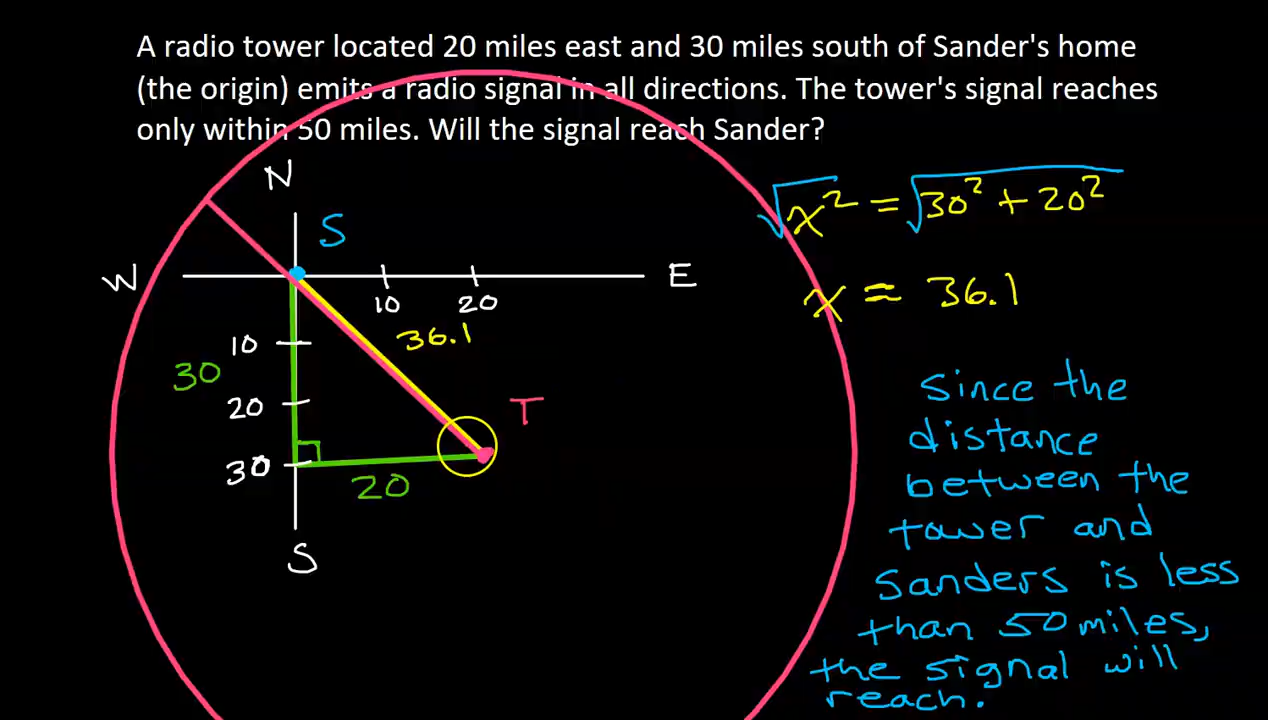 A radio tower located 20 miles east and 30 miles south of Sander's home
(the origin) emits a radio signal in all directions. The tower's signal reaches
only within 50 miles. Will the signal reach Sander?
N
S
W
E
10
20
36.1
10
30
20
T
30
20
S
√x² = √30² + 20²
x ≈ 36.1
Since the
distance
between the
tower and
Sanders is less
than 50 miles,
the signal will
reach.